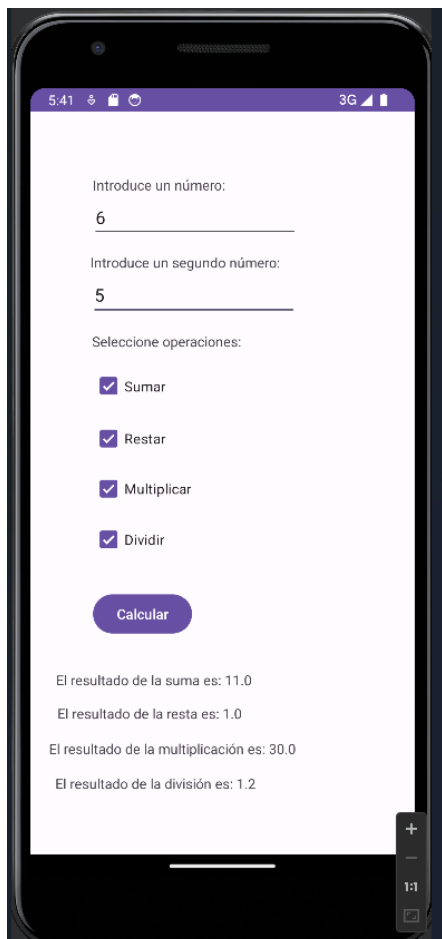 5:41 3G
Introduce un número:
6
Introduce un segundo número:
5
Seleccione operaciones:
Sumar
Restar
Multiplicar
Dividir
Calcular
El resultado de la suma es: 11.0
El resultado de la resta es: 1.0
El resultado de la multiplicación es: 30.0
El resultado de la división es: 1.2
+
−
1:1